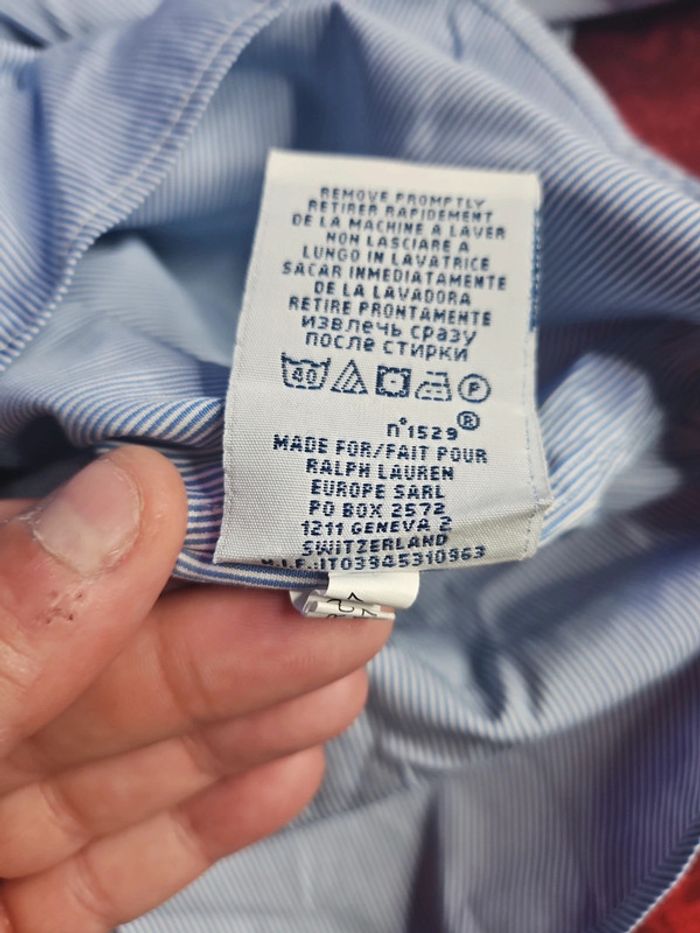 REMOVE PROMPTLY
RETIRER RAPIDEMENT
DE LA MACHINE A LAVER
NON LASCIARE A
LUNGO IN LAVATRICE
SACAR INMEDIATAMENTE
DE LA LAVADORA
RETIRE PRONTAMENTE
извлечь сразу
после стирки
40 P
n°1529®
MADE FOR/FAIT POUR
RALPH LAUREN
EUROPE SARL
PO BOX 2572
1211 GENEVA 2
SWITZERLAND
V.I.F.:IT03945310963